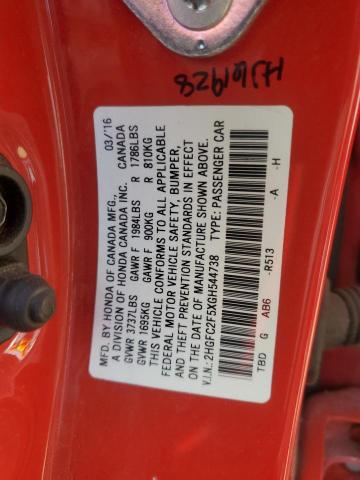 HJ61928
MFD. BY HONDA OF CANADA MFG., 03/'16
A DIVISION OF HONDA CANADA INC. CANADA
GVWR 3737LBS GAWR F 1984LBS R 1786LBS
GVWR 1695KG GAWR F 900KG R 810KG
THIS VEHICLE CONFORMS TO ALL APPLICABLE
FEDERAL MOTOR VEHICLE SAFETY, BUMPER,
AND THEFT PREVENTION STANDARDS IN EFFECT
ON THE DATE OF MANUFACTURE SHOWN ABOVE.
V.I.N.: 2HGFC2F5XGH544738 TYPE: PASSENGER CAR
TBD G AB6 -R513 -A -H